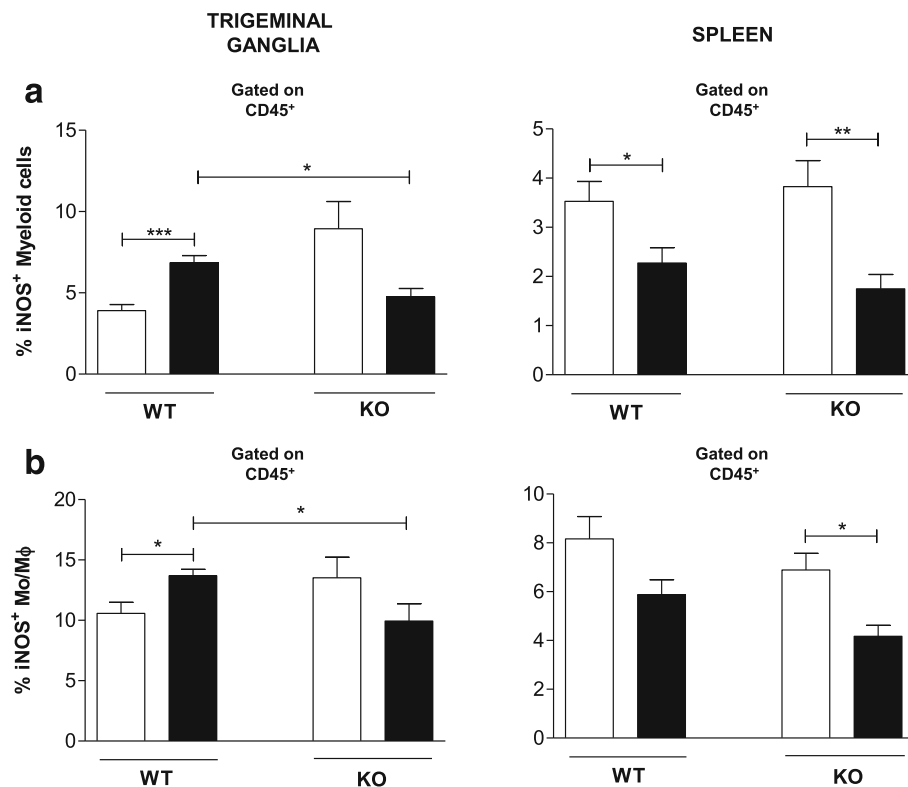 TRIGEMINAL
GANGLIA
SPLEEN
a
Gated on
CD45⁺
% iNOS⁺ Myeloid cells
15
10
5
0
***
*
WT
KO
Gated on
CD45⁺
5
4
3
2
1
0
*
**
WT
KO
b
Gated on
CD45⁺
% iNOS⁺ Mo/Mϕ
20
15
10
5
0
*
*
WT
KO
Gated on
CD45⁺
10
8
6
4
2
0
*
WT
KO